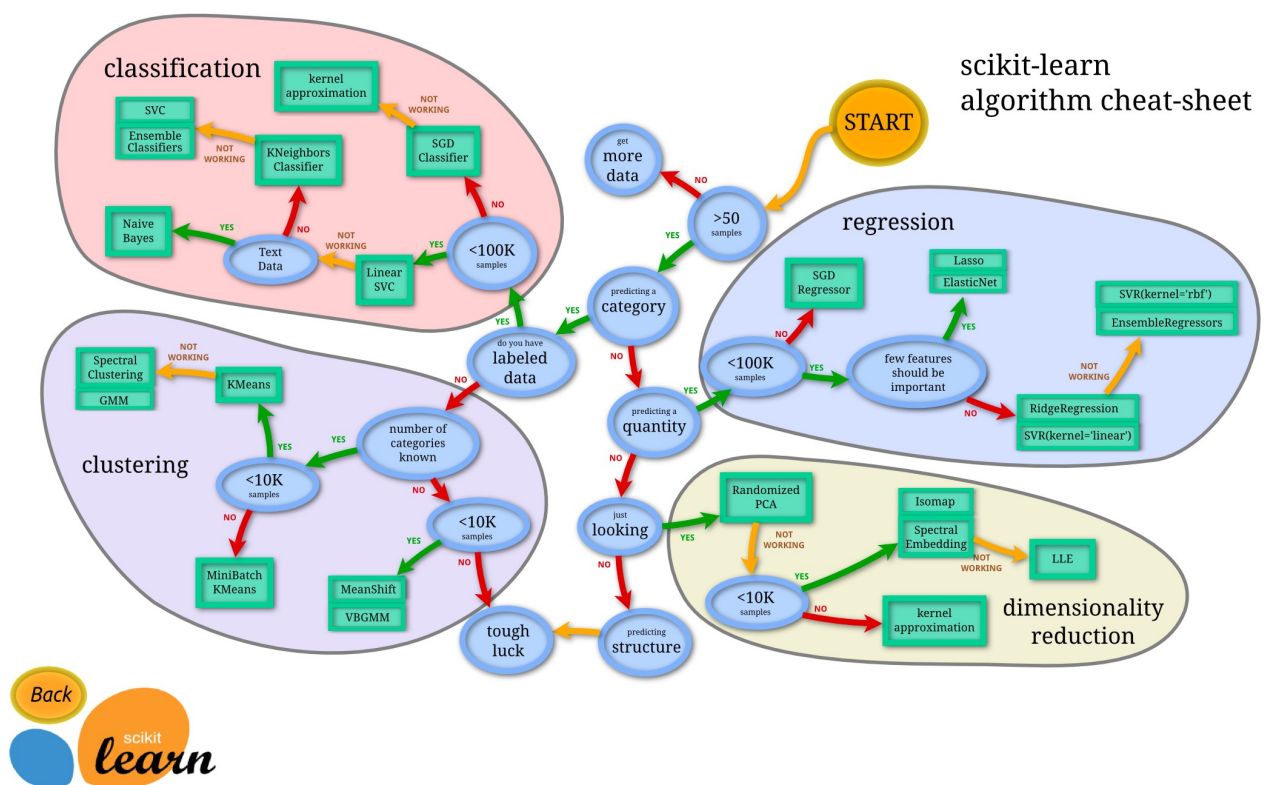 scikit-learn
algorithm cheat-sheet
START
classification
kernel
approximation
NOT
WORKING
SVC
Ensemble
Classifiers
NOT
WORKING
KNeighbors
Classifier
SGD
Classifier
NO
NO
Naive
Bayes
YES
Text
Data
NOT
WORKING
Linear
SVC
YES
<100K
samples
YES
get
more
data
NO
>50
samples
YES
predicting a
category
YES
NO
do you have
labeled
data
NO
predicting a
quantity
YES
NO
just
looking
YES
NO
predicting
structure
tough
luck
regression
SGD
Regressor
NO
<100K
samples
YES
Lasso
ElasticNet
YES
few features
should be
important
NO
SVR(kernel='rbf')
EnsembleRegressors
NOT
WORKING
RidgeRegression
SVR(kernel='linear')
clustering
Spectral
Clustering
GMM
NOT
WORKING
KMeans
YES
number of
categories
known
YES
NO
<10K
samples
NO
MiniBatch
KMeans
<10K
samples
YES
NO
MeanShift
VBGMM
Randomized
PCA
NOT
WORKING
<10K
samples
YES
NO
Isomap
Spectral
Embedding
NOT
WORKING
LLE
kernel
approximation
dimensionality
reduction
Back
scikit
learn